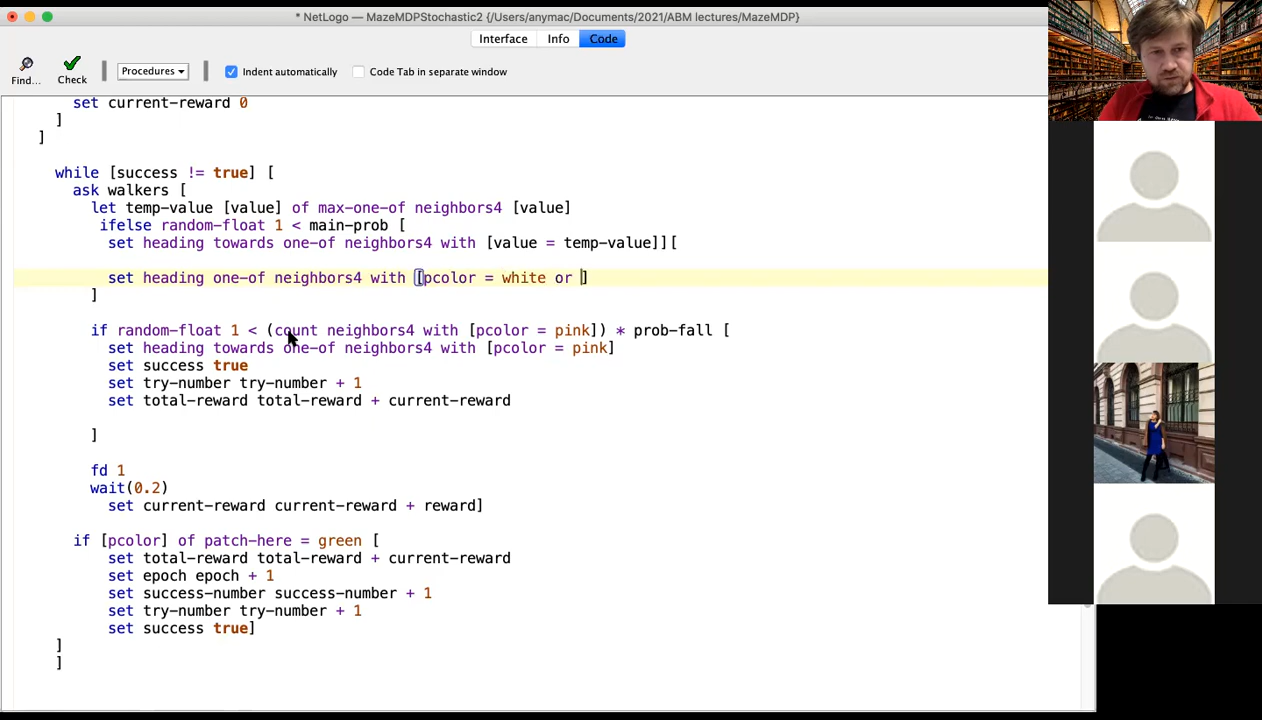 * NetLogo — MazeMDPStochastic2 {/Users/anymac/Documents/2021/ABM lectures/MazeMDP}
Interface Info Code
Find... Check Procedures Indent automatically Code Tab in separate window
set current-reward 0
]
]
while [success != true] [
ask walkers [
let temp-value [value] of max-one-of neighbors4 [value]
ifelse random-float 1 < main-prob [
set heading towards one-of neighbors4 with [value = temp-value]][
set heading one-of neighbors4 with [pcolor = white or ]
]
if random-float 1 < (count neighbors4 with [pcolor = pink]) * prob-fall [
set heading towards one-of neighbors4 with [pcolor = pink]
set success true
set try-number try-number + 1
set total-reward total-reward + current-reward
]
fd 1
wait(0.2)
set current-reward current-reward + reward]
if [pcolor] of patch-here = green [
set total-reward total-reward + current-reward
set epoch epoch + 1
set success-number success-number + 1
set try-number try-number + 1
set success true]
]
]